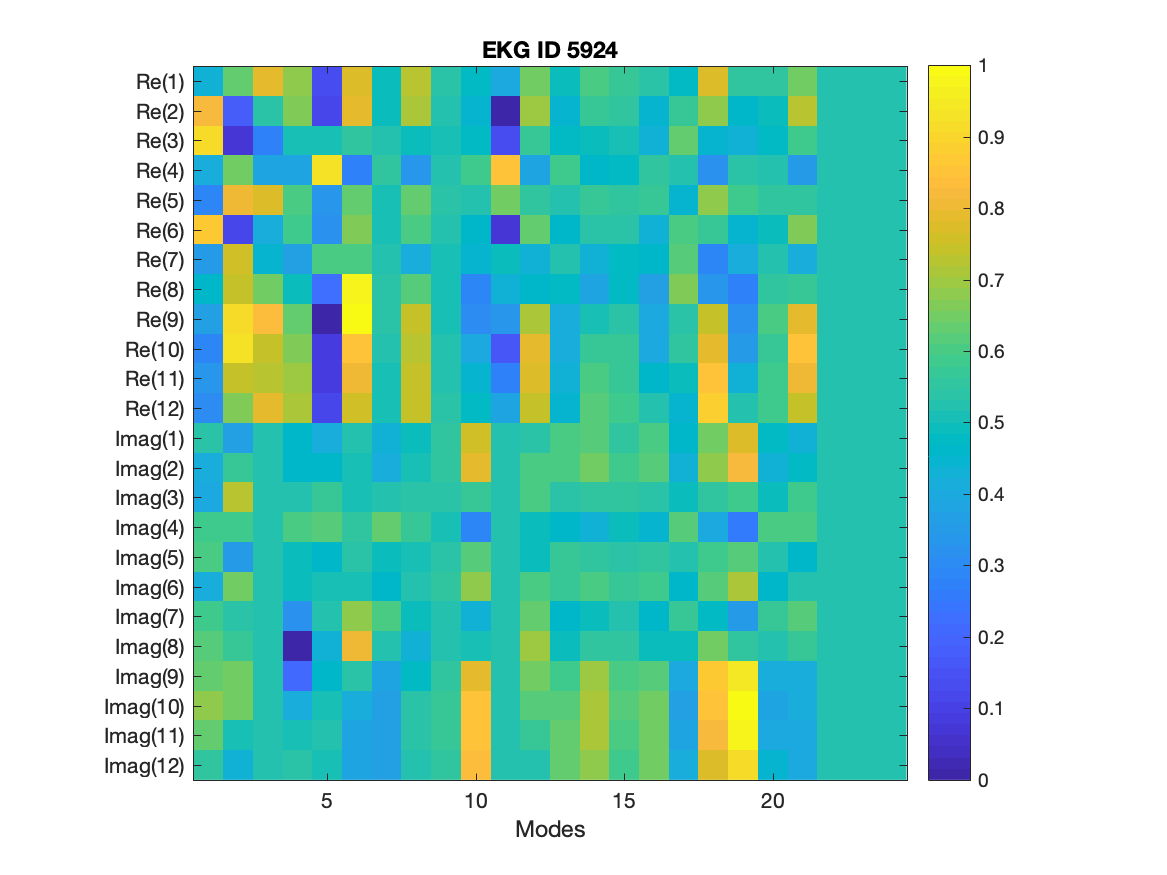 EKG ID 5924
Re(1)
Re(2)
Re(3)
Re(4)
Re(5)
Re(6)
Re(7)
Re(8)
Re(9)
Re(10)
Re(11)
Re(12)
Imag(1)
Imag(2)
Imag(3)
Imag(4)
Imag(5)
Imag(6)
Imag(7)
Imag(8)
Imag(9)
Imag(10)
Imag(11)
Imag(12)
5 10 15 20
Modes
1
0.9
0.8
0.7
0.6
0.5
0.4
0.3
0.2
0.1
0